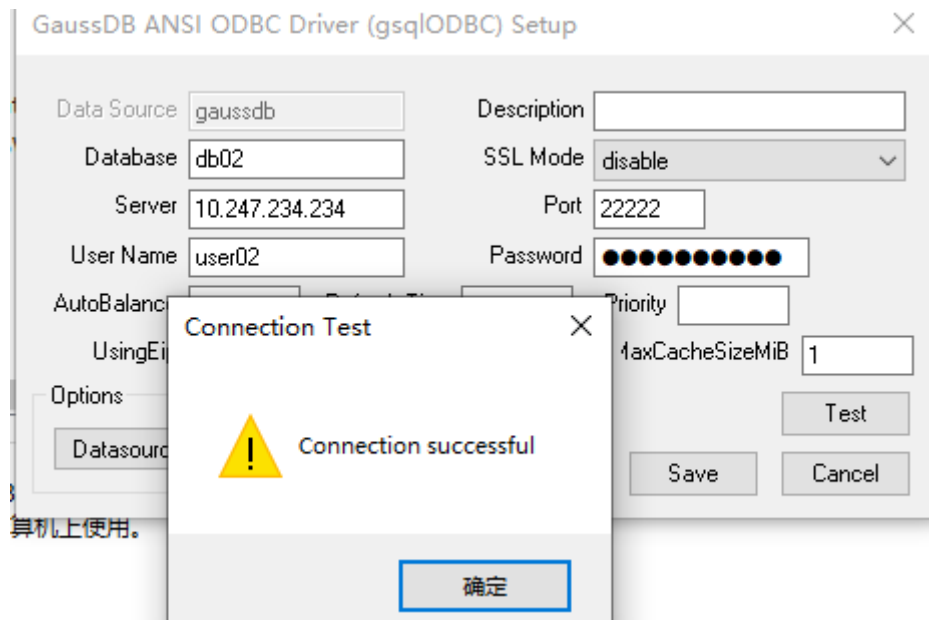 GaussDB ANSI ODBC Driver (gsqlODBC) Setup
Data Source gaussdb Description
Database db02 SSL Mode disable
Server 10.247.234.234 Port 22222
User Name user02 Password ●●●●●●●●●●
Priority
Connection Test
MaxCacheSizeMiB 1
Options
Test
Connection successful
Save Cancel
算机上使用。
确定